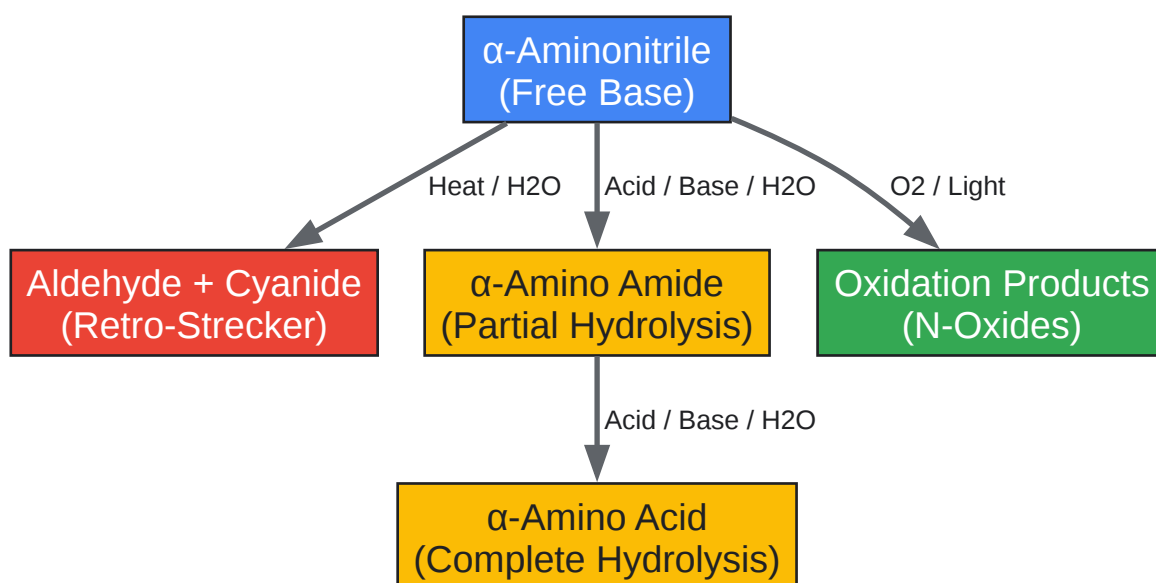 α-Aminonitrile
(Free Base)
Heat / H2O
Acid / Base / H2O
O2 / Light
Aldehyde + Cyanide
(Retro-Strecker)
α-Amino Amide
(Partial Hydrolysis)
Oxidation Products
(N-Oxides)
Acid / Base / H2O
α-Amino Acid
(Complete Hydrolysis)